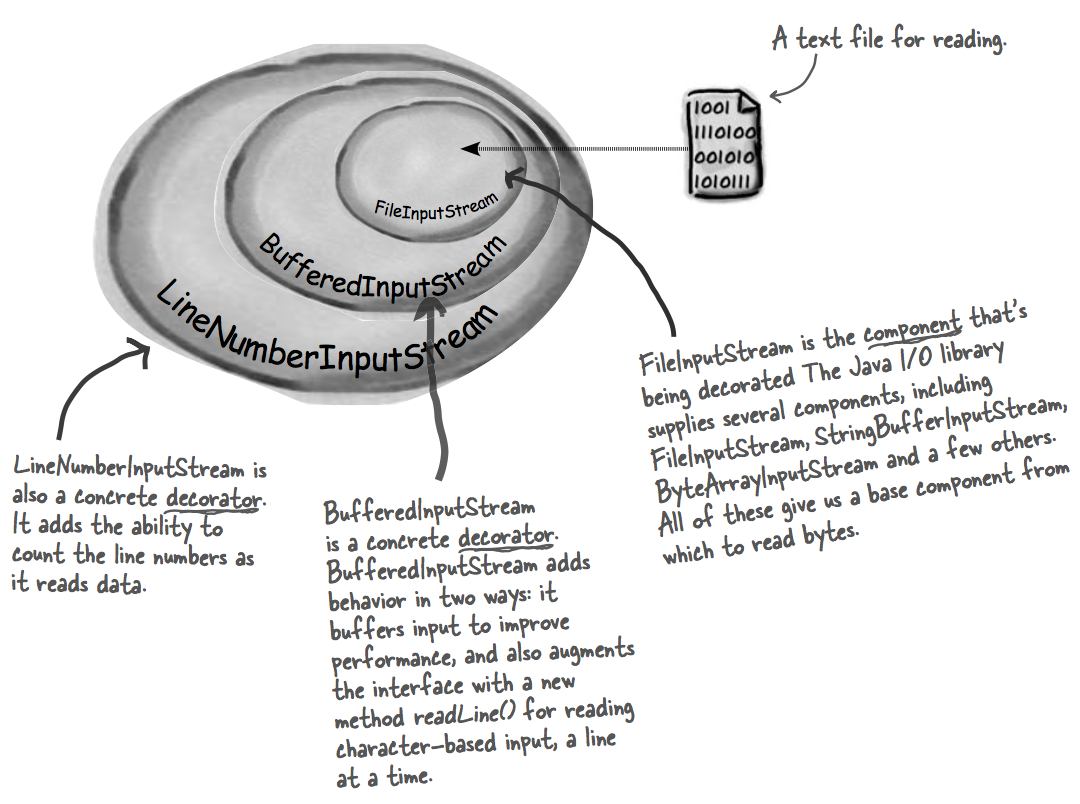 A text file for reading.
1001
1110100
001010
1010111
FileInputStream
BufferedInputStream
LineNumberInputStream
FileInputStream is the component that's
being decorated The Java I/O library
supplies several components, including
FileInputStream, StringBufferInputStream,
ByteArrayInputStream and a few others.
All of these give us a base component from
which to read bytes.
LineNumberInputStream is
also a concrete decorator.
It adds the ability to
count the line numbers as
it reads data.
BufferedInputStream
is a concrete decorator.
BufferedInputStream adds
behavior in two ways: it
buffers input to improve
performance, and also augments
the interface with a new
method readLine() for reading
character-based input, a line
at a time.